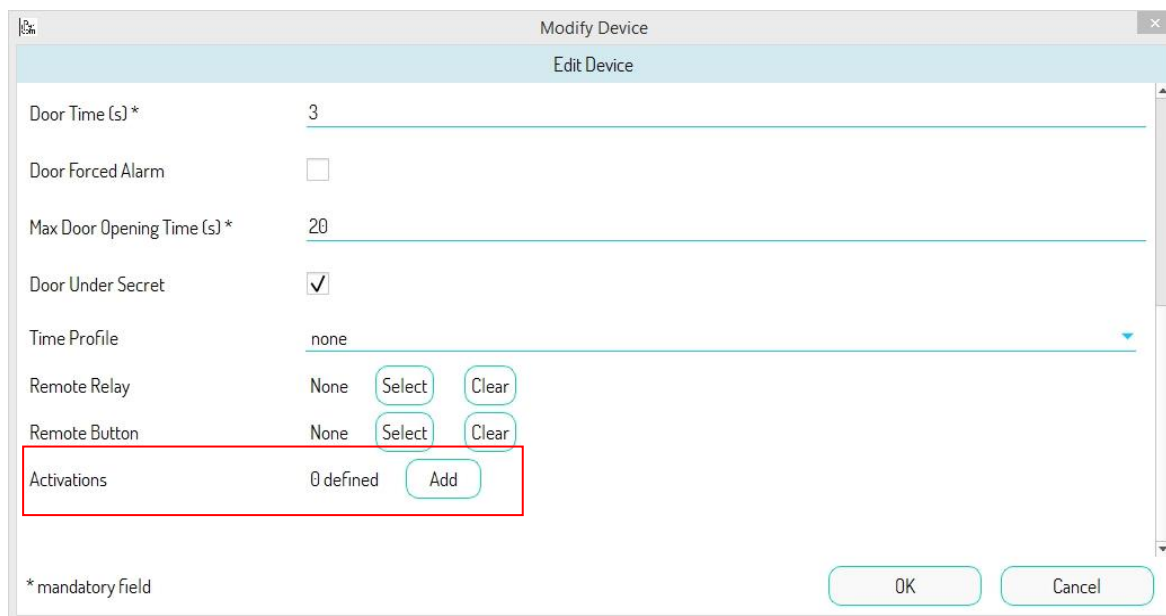 Modify Device
Edit Device
Door Time (s) * 3
Door Forced Alarm
Max Door Opening Time (s) * 20
Door Under Secret
Time Profile none
Remote Relay None Select Clear
Remote Button None Select Clear
Activations 0 defined Add
* mandatory field OK Cancel